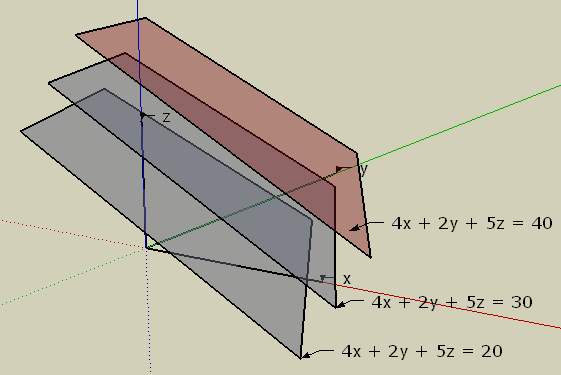 z
y
4x + 2y + 5z = 40
x
4x + 2y + 5z = 30
4x + 2y + 5z = 20